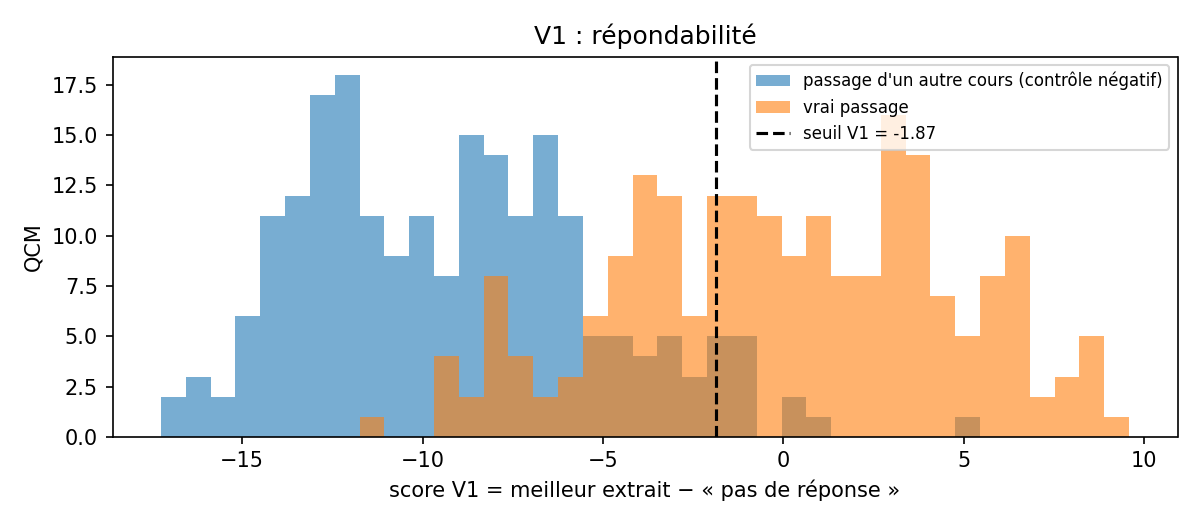 V1 : répondabilité
passage d'un autre cours (contrôle négatif)
vrai passage
seuil V1 = -1.87
QCM
17.5
15.0
12.5
10.0
7.5
5.0
2.5
0.0
−15
−10
−5
0
5
10
score V1 = meilleur extrait − « pas de réponse »